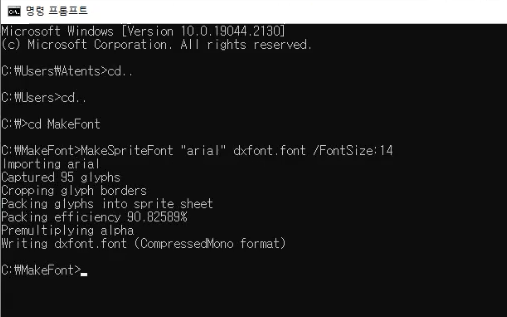 명령 프롬프트
Microsoft Windows [Version 10.0.19044.2130]
(c) Microsoft Corporation. All rights reserved.
C:₩Users₩Atents>cd..
C:₩Users>cd..
C:₩>cd MakeFont
C:₩MakeFont>MakeSpriteFont "arial" dxfont.font /FontSize:14
Importing arial
Captured 95 glyphs
Cropping glyph borders
Packing glyphs into sprite sheet
Packing efficiency 90.82589%
Premultiplying alpha
Writing dxfont.font (CompressedMono format)
C:₩MakeFont>